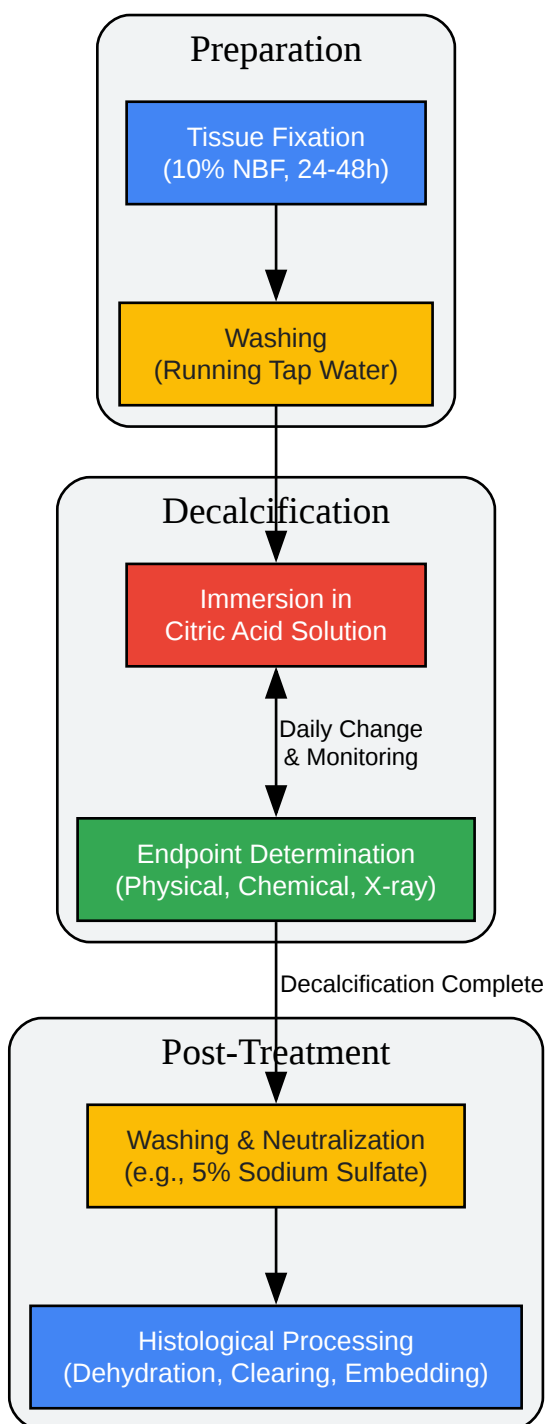 Preparation
Tissue Fixation
(10% NBF, 24-48h)
Washing
(Running Tap Water)
Decalcification
Immersion in
Citric Acid Solution
Daily Change
& Monitoring
Endpoint Determination
(Physical, Chemical, X-ray)
Decalcification Complete
Post-Treatment
Washing & Neutralization
(e.g., 5% Sodium Sulfate)
Histological Processing
(Dehydration, Clearing, Embedding)